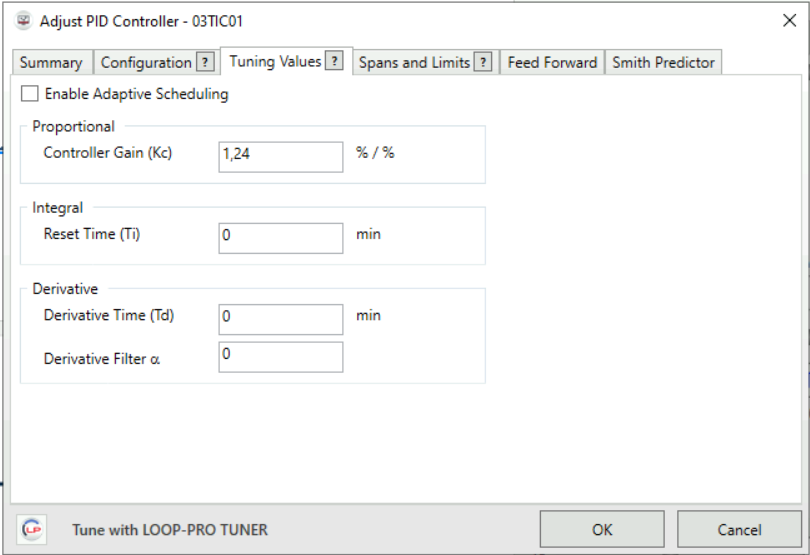 Adjust PID Controller - 03TIC01
Summary Configuration ? Tuning Values ? Spans and Limits ? Feed Forward Smith Predictor
Enable Adaptive Scheduling
Proportional
Controller Gain (Kc) 1,24 % / %
Integral
Reset Time (Ti) 0 min
Derivative
Derivative Time (Td) 0 min
Derivative Filter α 0
LP Tune with LOOP-PRO TUNER OK Cancel